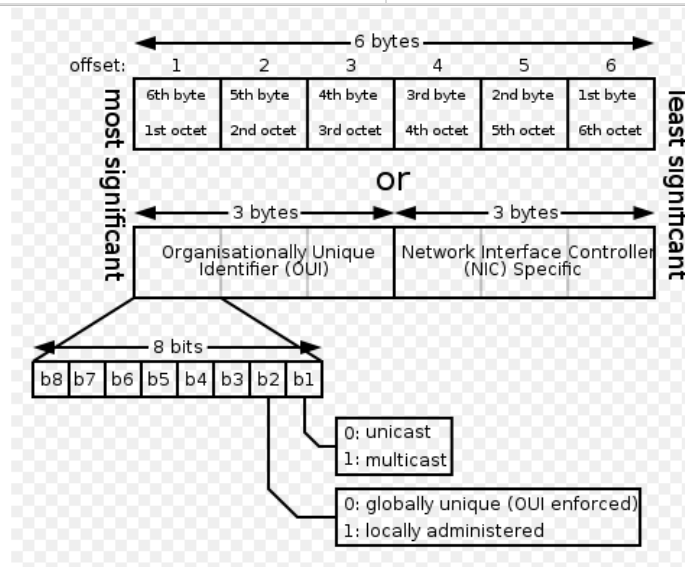 6 bytes
offset: 1 2 3 4 5 6
6th byte 5th byte 4th byte 3rd byte 2nd byte 1st byte
1st octet 2nd octet 3rd octet 4th octet 5th octet 6th octet
most significant
least significant
or
3 bytes 3 bytes
Organisationally Unique Network Interface Controller
Identifier (OUI) (NIC) Specific
8 bits
b8 b7 b6 b5 b4 b3 b2 b1
0: unicast
1: multicast
0: globally unique (OUI enforced)
1: locally administered